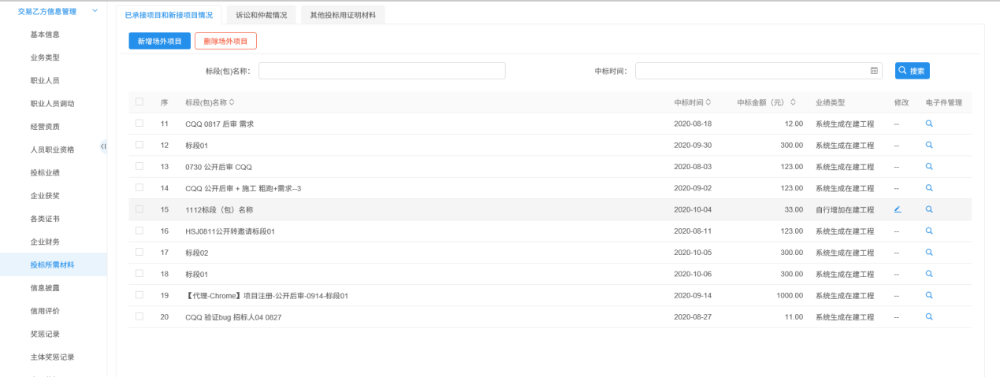 交易乙方信息管理
基本信息
业务类型
职业人员
职业人员调动
经营资质
人员职业资格
投标业绩
企业获奖
各类证书
企业财务
投标所需材料
信息披露
信用评价
奖惩记录
主体奖惩记录
已承接项目和新接项目情况 诉讼和仲裁情况 其他投标用证明材料
新增场外项目 删除场外项目
标段(包)名称： 中标时间： 搜索
序 标段(包)名称 中标时间 中标金额（元） 业绩类型 修改 电子件管理
11 CQQ 0817 后审 需求 2020-08-18 12.00 系统生成在建工程 --
12 标段01 2020-09-30 300.00 系统生成在建工程 --
13 0730 公开后审 CQQ 2020-08-03 123.00 系统生成在建工程 --
14 CQQ 公开后审 + 施工 粗跑+需求--3 2020-09-02 123.00 系统生成在建工程 --
15 1112标段（包）名称 2020-10-04 33.00 自行增加在建工程
16 HSJ0811公开转邀请标段01 2020-08-11 123.00 系统生成在建工程 --
17 标段02 2020-10-05 300.00 系统生成在建工程 --
18 标段01 2020-10-06 300.00 系统生成在建工程 --
19 【代理-Chrome】项目注册-公开后审-0914-标段01 2020-09-14 1000.00 系统生成在建工程 --
20 CQQ 验证bug 招标人04 0827 2020-08-27 11.00 系统生成在建工程 --